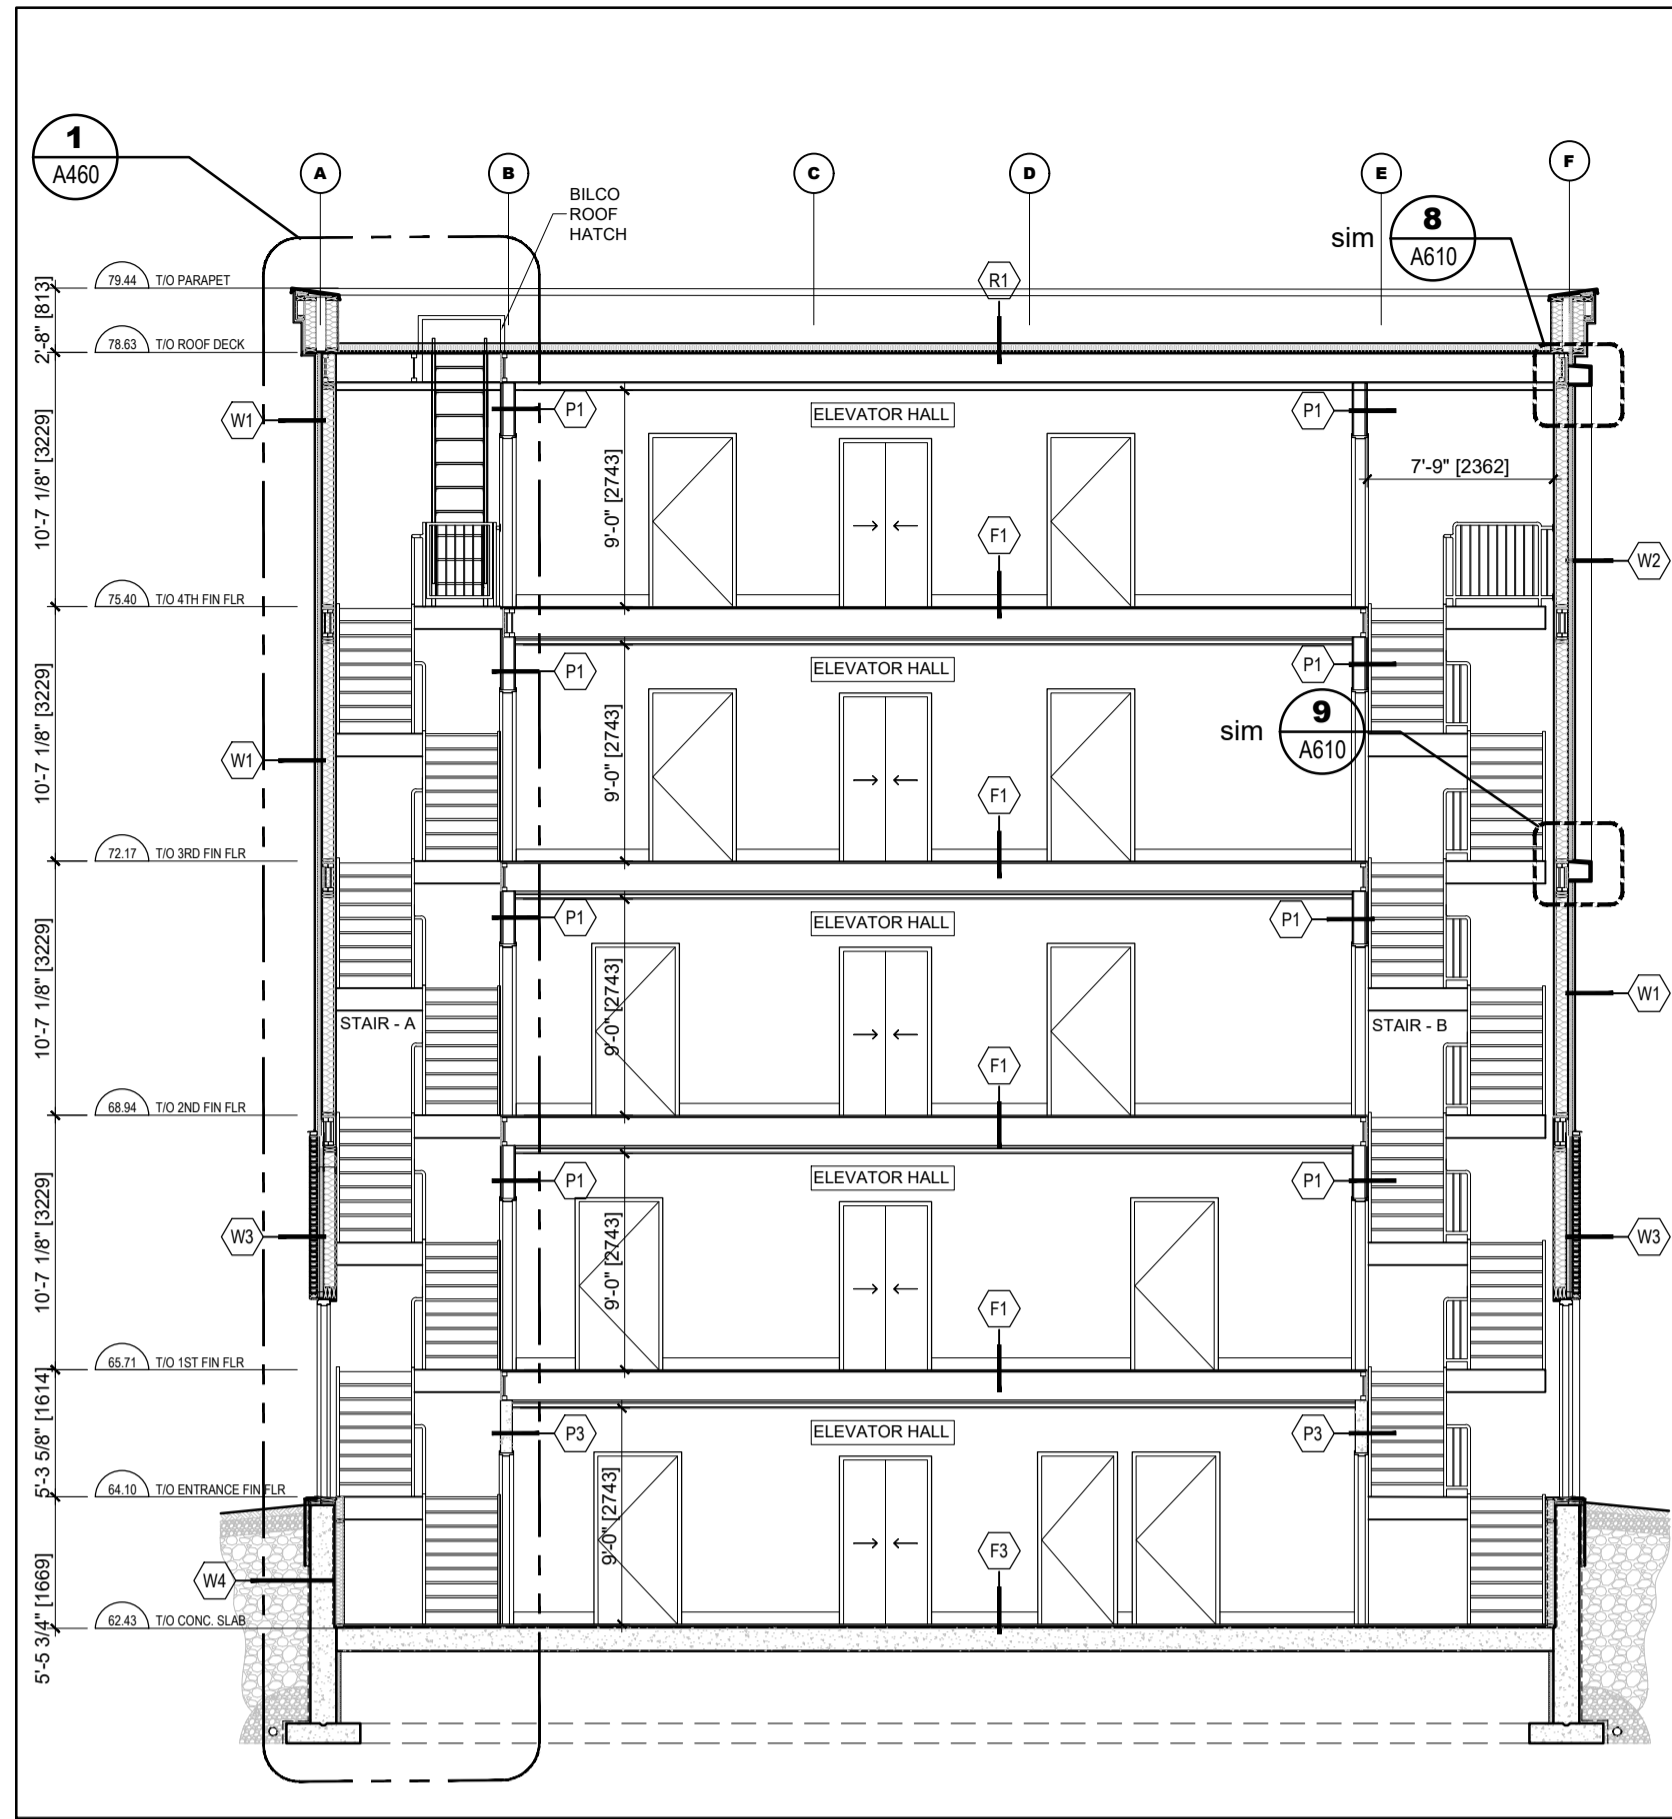 1
A460
A
B
C
D
E
F
BILCO
ROOF
HATCH
sim
8
A610
79.44 T/O PARAPET
R1
2'-8" [813]
78.63 T/O ROOF DECK
W1
P1
ELEVATOR HALL
P1
10'-7 1/8" [3229]
9'-0" [2743]
7'-9" [2362]
F1
W2
75.40 T/O 4TH FIN FLR
P1
ELEVATOR HALL
P1
sim
9
A610
10'-7 1/8" [3229]
W1
9'-0" [2743]
F1
72.17 T/O 3RD FIN FLR
P1
ELEVATOR HALL
P1
10'-7 1/8" [3229]
9'-0" [2743]
W1
STAIR - A
STAIR - B
F1
68.94 T/O 2ND FIN FLR
P1
ELEVATOR HALL
P1
10'-7 1/8" [3229]
W3
9'-0" [2743]
W3
F1
65.71 T/O 1ST FIN FLR
5'-3 5/8" [1614]
P3
ELEVATOR HALL
P3
64.10 T/O ENTRANCE FIN FLR
9'-0" [2743]
F3
W4
5'-5 3/4" [1669]
62.43 T/O CONC. SLAB